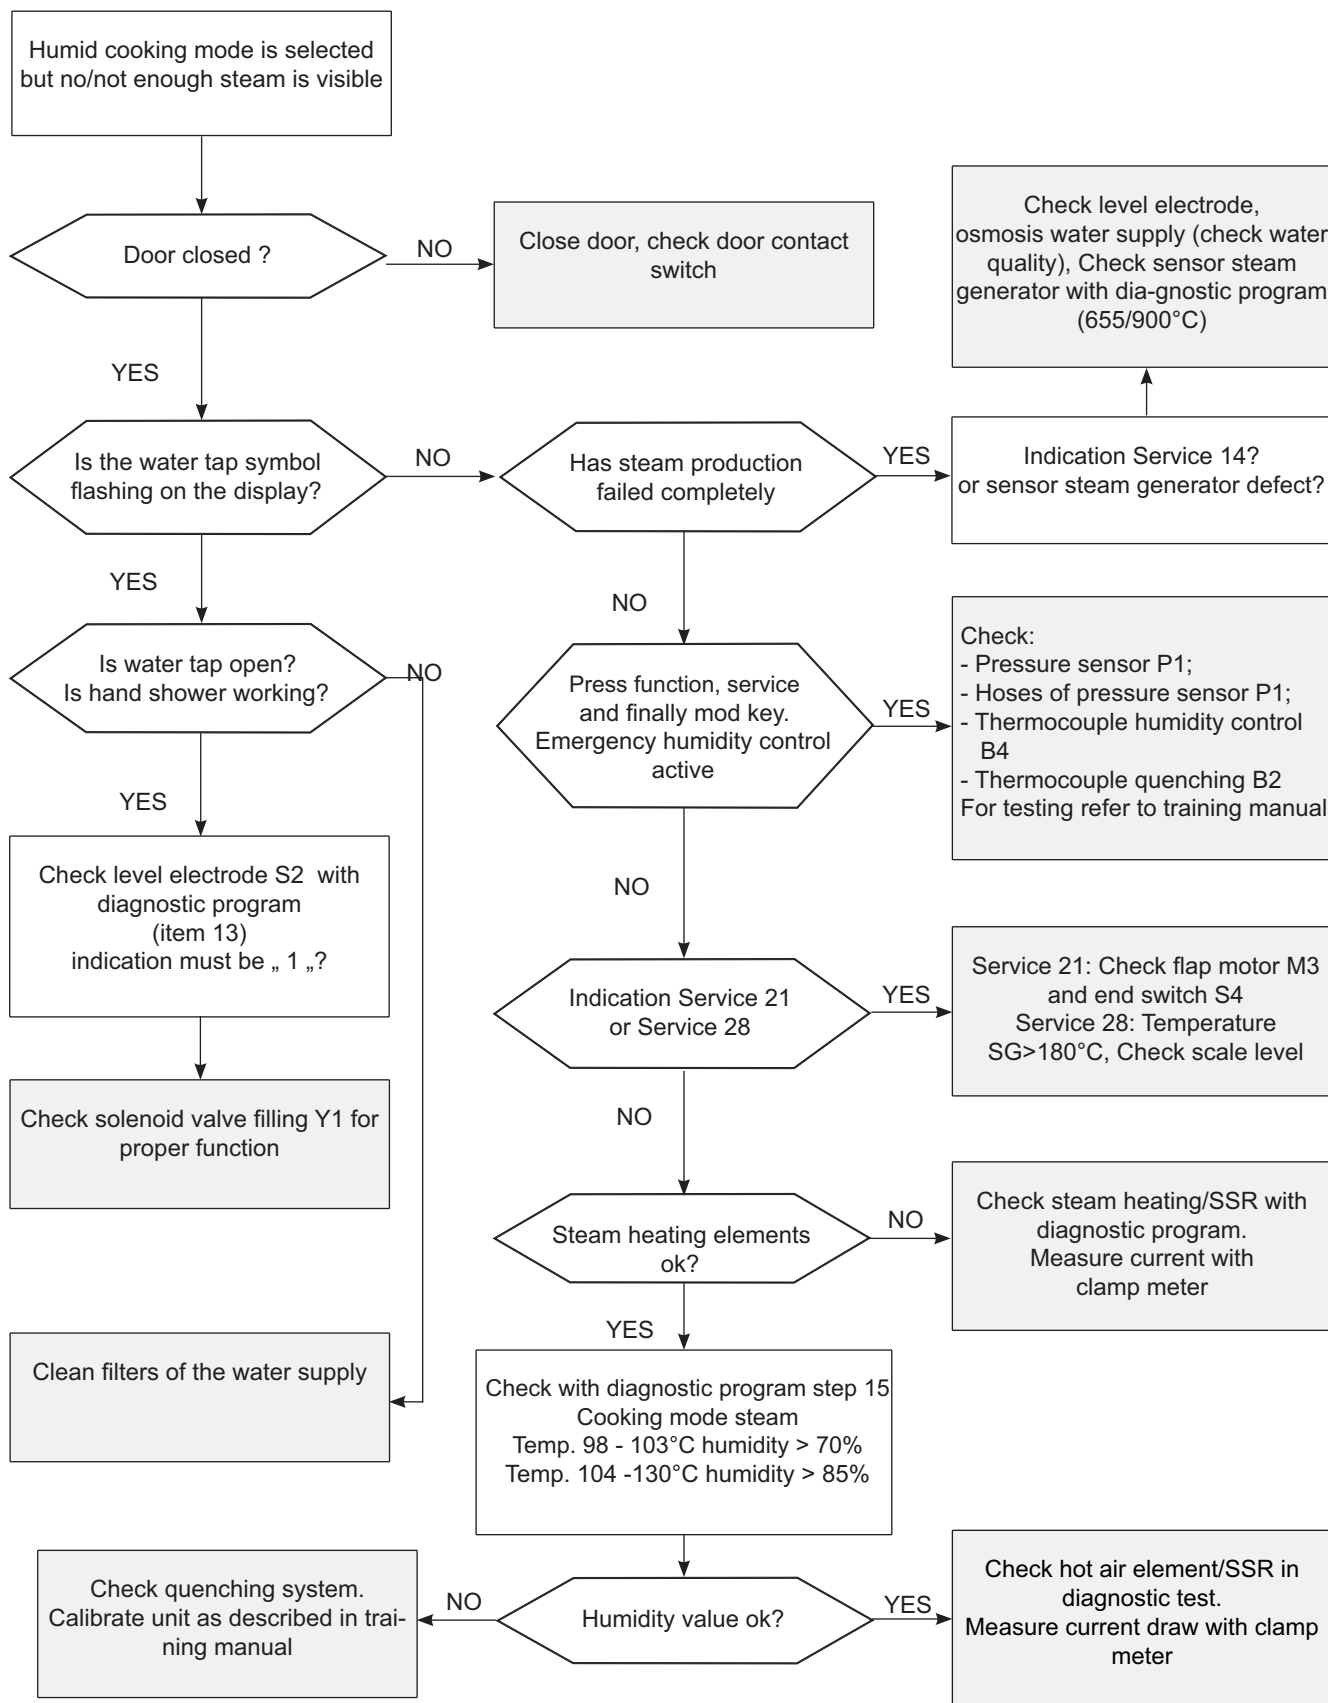 Humid cooking mode is selected
but no/not enough steam is visible
Door closed ?
NO
Close door, check door contact
switch
Check level electrode,
osmosis water supply (check water
quality), Check sensor steam
generator with dia-gnostic program
(655/900°C)
YES
Is the water tap symbol
flashing on the display?
NO
Has steam production
failed completely
YES
Indication Service 14?
or sensor steam generator defect?
YES
NO
Is water tap open?
Is hand shower working?
NO
Press function, service
and finally mod key.
Emergency humidity control
active
YES
Check:
- Pressure sensor P1;
- Hoses of pressure sensor P1;
- Thermocouple humidity control
B4
- Thermocouple quenching B2
For testing refer to training manual
YES
Check level electrode S2 with
diagnostic program
(item 13)
indication must be „ 1 „?
NO
Indication Service 21
or Service 28
YES
Service 21: Check flap motor M3
and end switch S4
Service 28: Temperature
SG>180°C, Check scale level
Check solenoid valve filling Y1 for
proper function
NO
Steam heating elements
ok?
NO
Check steam heating/SSR with
diagnostic program.
Measure current with
clamp meter
YES
Clean filters of the water supply
Check with diagnostic program step 15
Cooking mode steam
Temp. 98 - 103°C humidity > 70%
Temp. 104 -130°C humidity > 85%
Check quenching system.
Calibrate unit as described in trai-
ning manual
NO
Humidity value ok?
YES
Check hot air element/SSR in
diagnostic test.
Measure current draw with clamp
meter